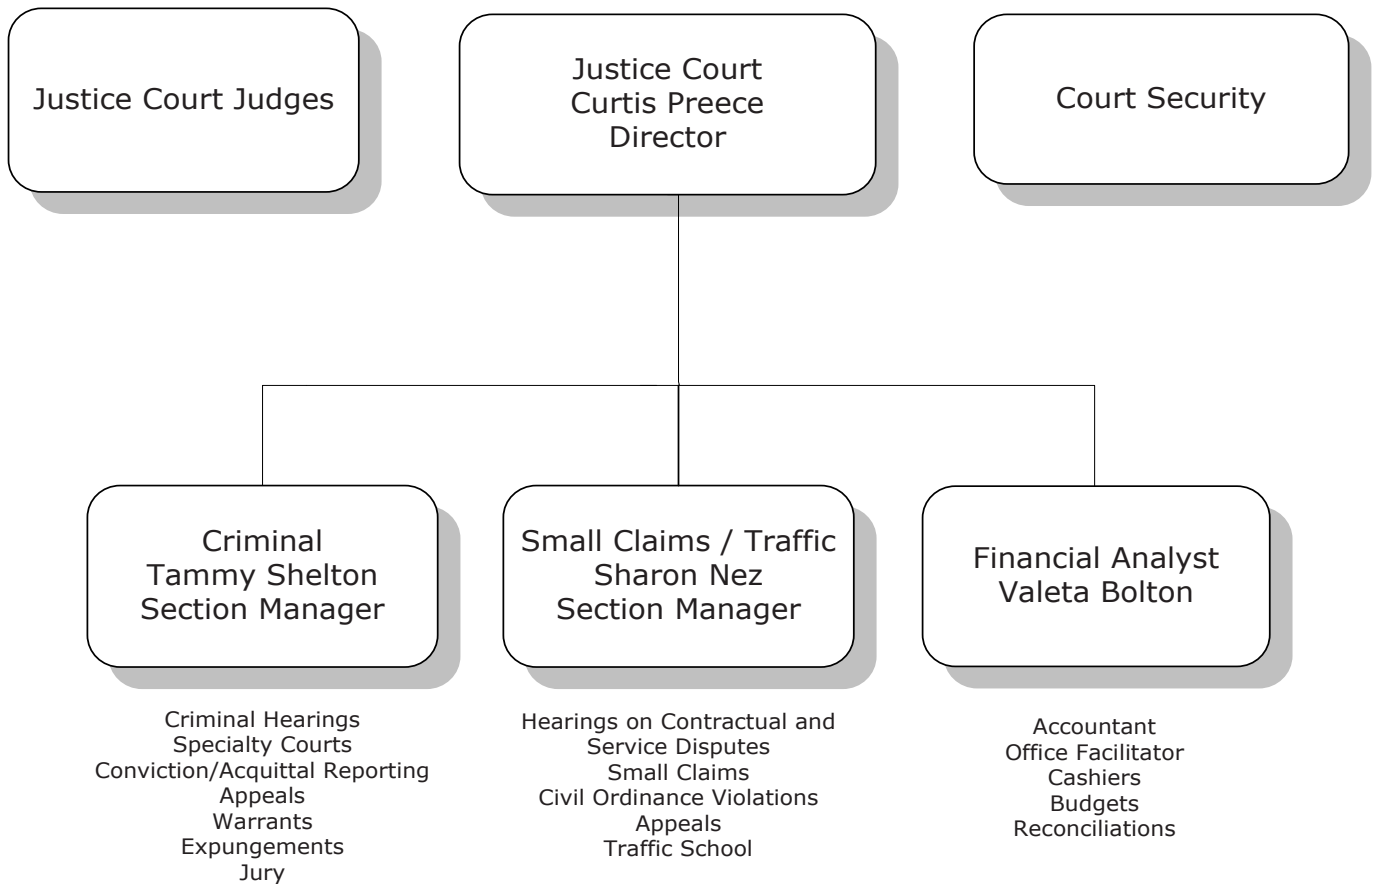 Justice Court Judges
Justice Court
Curtis Preece
Director
Court Security
Criminal
Tammy Shelton
Section Manager
Small Claims / Traffic
Sharon Nez
Section Manager
Financial Analyst
Valeta Bolton
Criminal Hearings
Specialty Courts
Conviction/Acquittal Reporting
Appeals
Warrants
Expungements
Jury
Hearings on Contractual and
Service Disputes
Small Claims
Civil Ordinance Violations
Appeals
Traffic School
Accountant
Office Facilitator
Cashiers
Budgets
Reconciliations